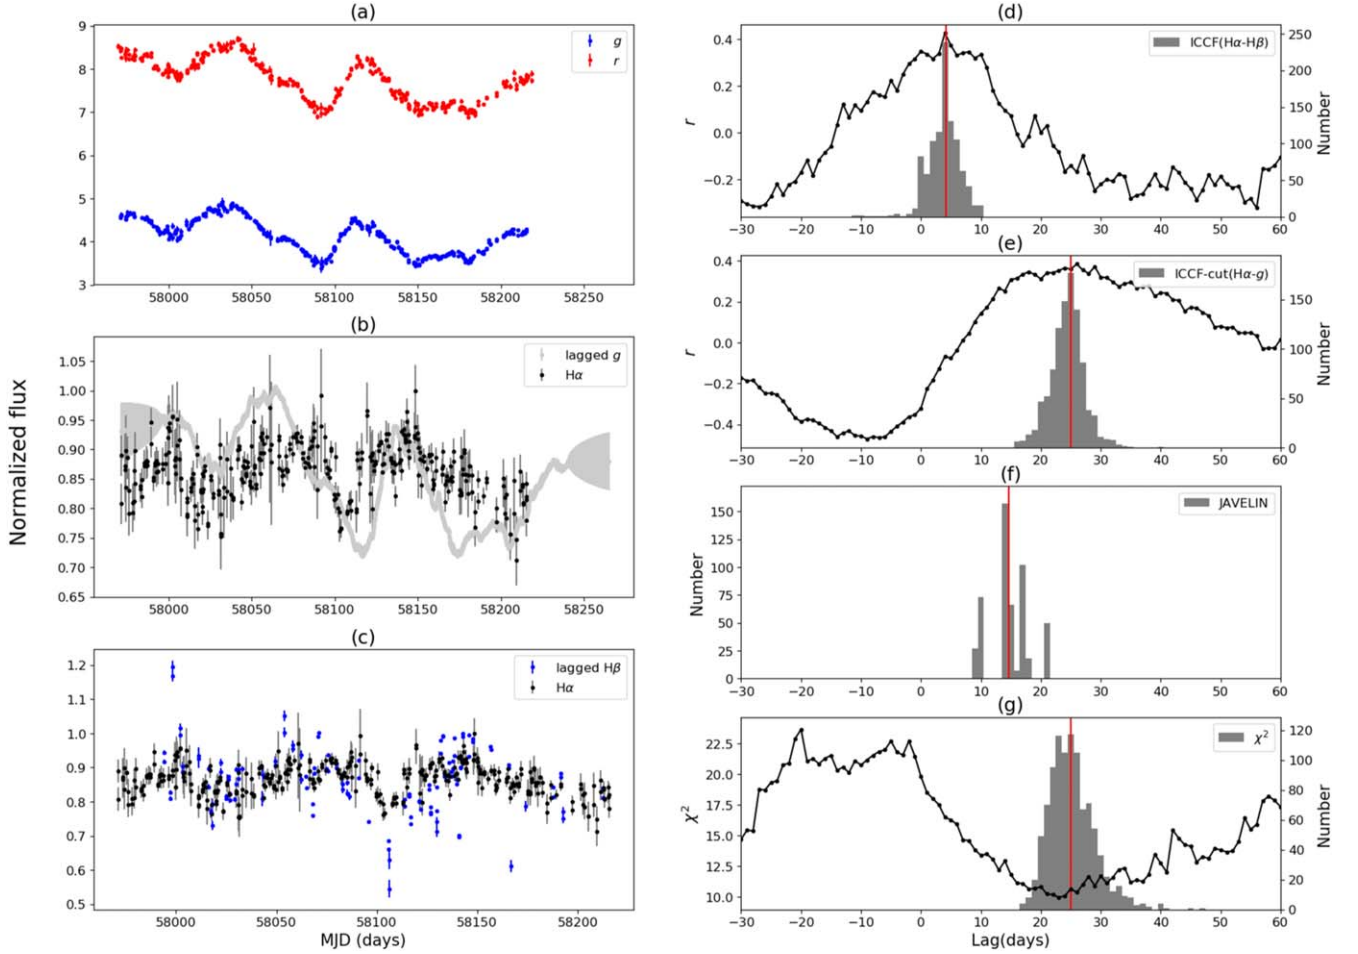 (a)
9
8
7
6
5
4
3
g
r
58000 58050 58100 58150 58200 58250
(b)
1.05
1.00
0.95
0.90
0.85
0.80
0.75
0.70
0.65
lagged g
Hα
58000 58050 58100 58150 58200 58250
Normalized flux
(c)
1.2
1.1
1.0
0.9
0.8
0.7
0.6
0.5
lagged Hβ
Hα
58000 58050 58100 58150 58200
MJD (days)
(d)
r
0.4
0.2
0.0
−0.2
ICCF(Hα-Hβ)
250
200
150
100
50
0
Number
−30 −20 −10 0 10 20 30 40 50 60
(e)
r
0.4
0.2
0.0
−0.2
−0.4
ICCF-cut(Hα-g)
150
100
50
0
Number
−30 −20 −10 0 10 20 30 40 50 60
(f)
Number
150
125
100
75
50
25
0
JAVELIN
−30 −20 −10 0 10 20 30 40 50 60
(g)
χ²
22.5
20.0
17.5
15.0
12.5
10.0
χ²
120
100
80
60
40
20
0
Number
−30 −20 −10 0 10 20 30 40 50 60
Lag(days)